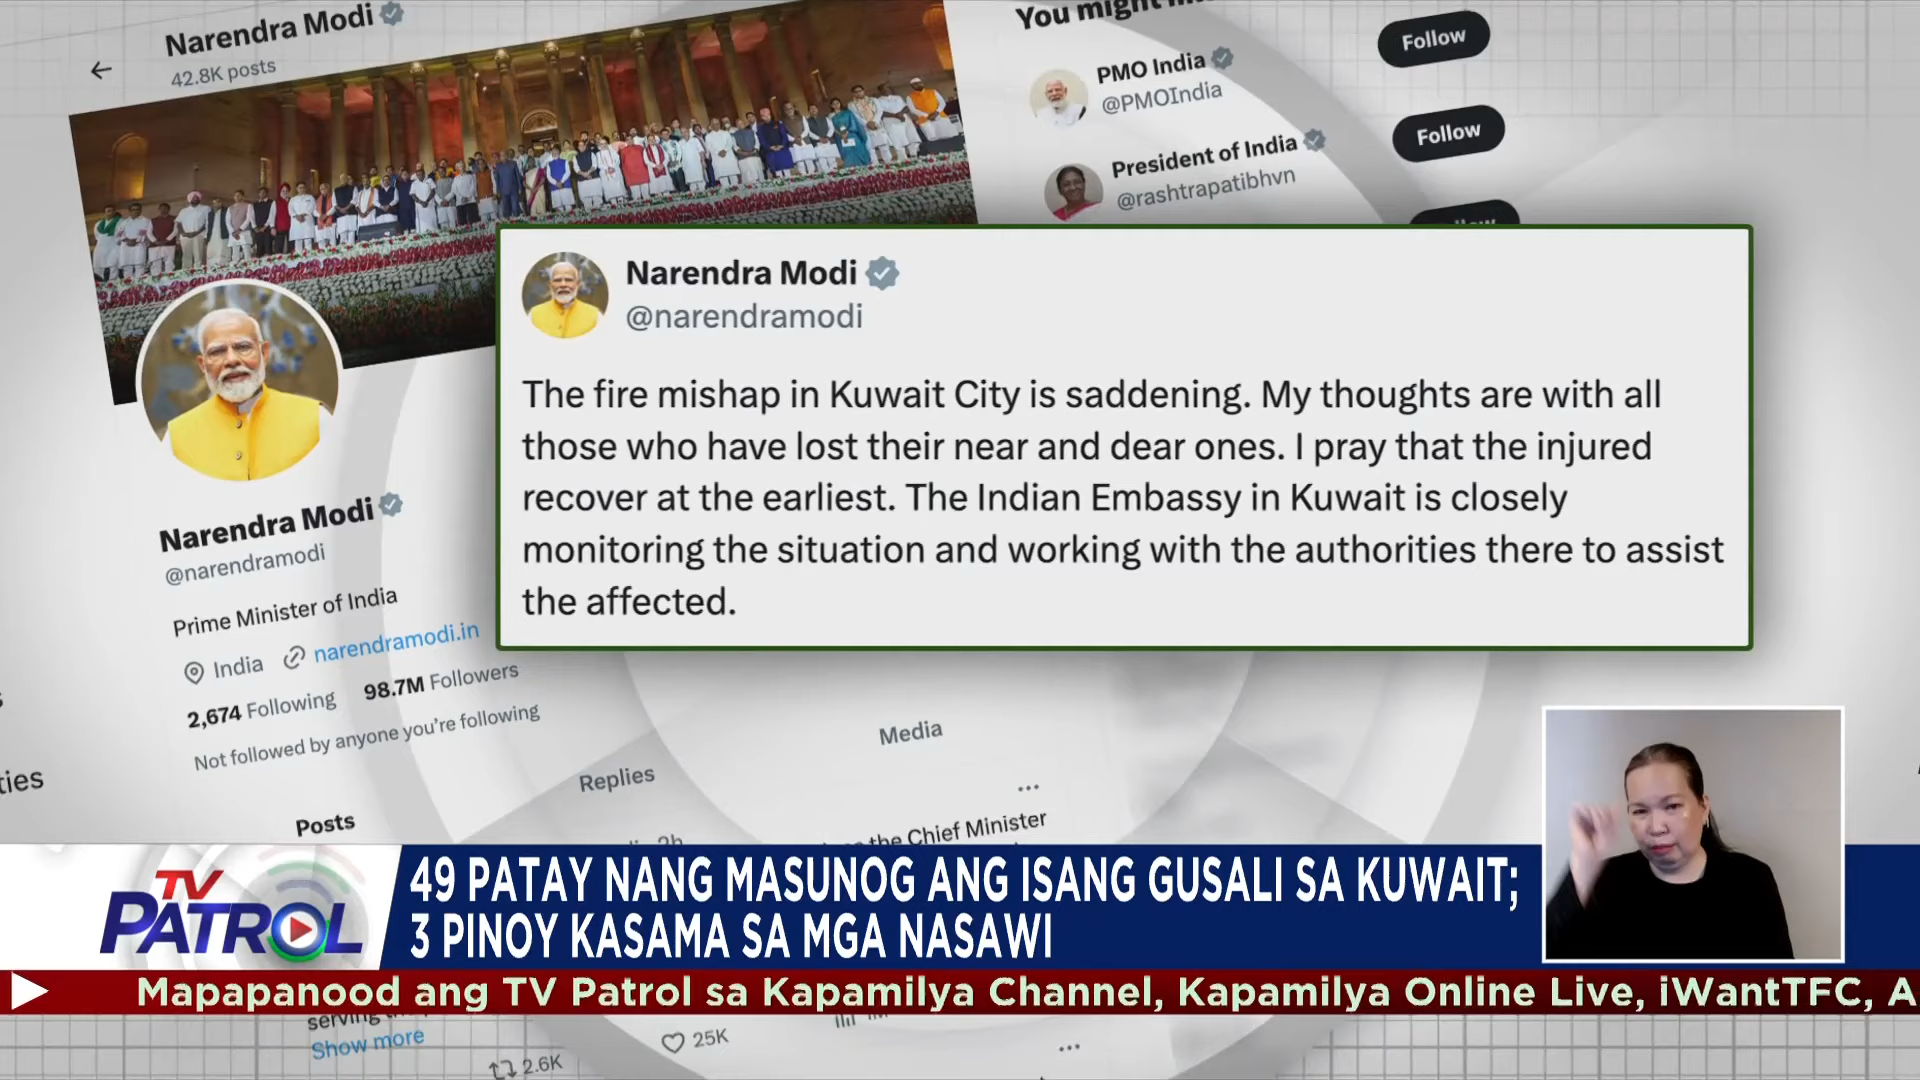 Narendra Modi
42.8K posts
You might
PMO India
@PMOIndia
Follow
President of India
@rashtrapatibhvn
Follow
Narendra Modi
@narendramodi
The fire mishap in Kuwait City is saddening. My thoughts are with all
those who have lost their near and dear ones. I pray that the injured
recover at the earliest. The Indian Embassy in Kuwait is closely
monitoring the situation and working with the authorities there to assist
the affected.
Narendra Modi
@narendramodi
Prime Minister of India
India narendramodi.in
2,674 Following 98.7M Followers
Not followed by anyone you're following
ties
Posts
Replies
Media
the Chief Minister
TV PATROL
49 PATAY NANG MASUNOG ANG ISANG GUSALI SA KUWAIT;
3 PINOY KASAMA SA MGA NASAWI
Mapapanood ang TV Patrol sa Kapamilya Channel, Kapamilya Online Live, iWantTFC, A
serving
Show more
2.6K
25K